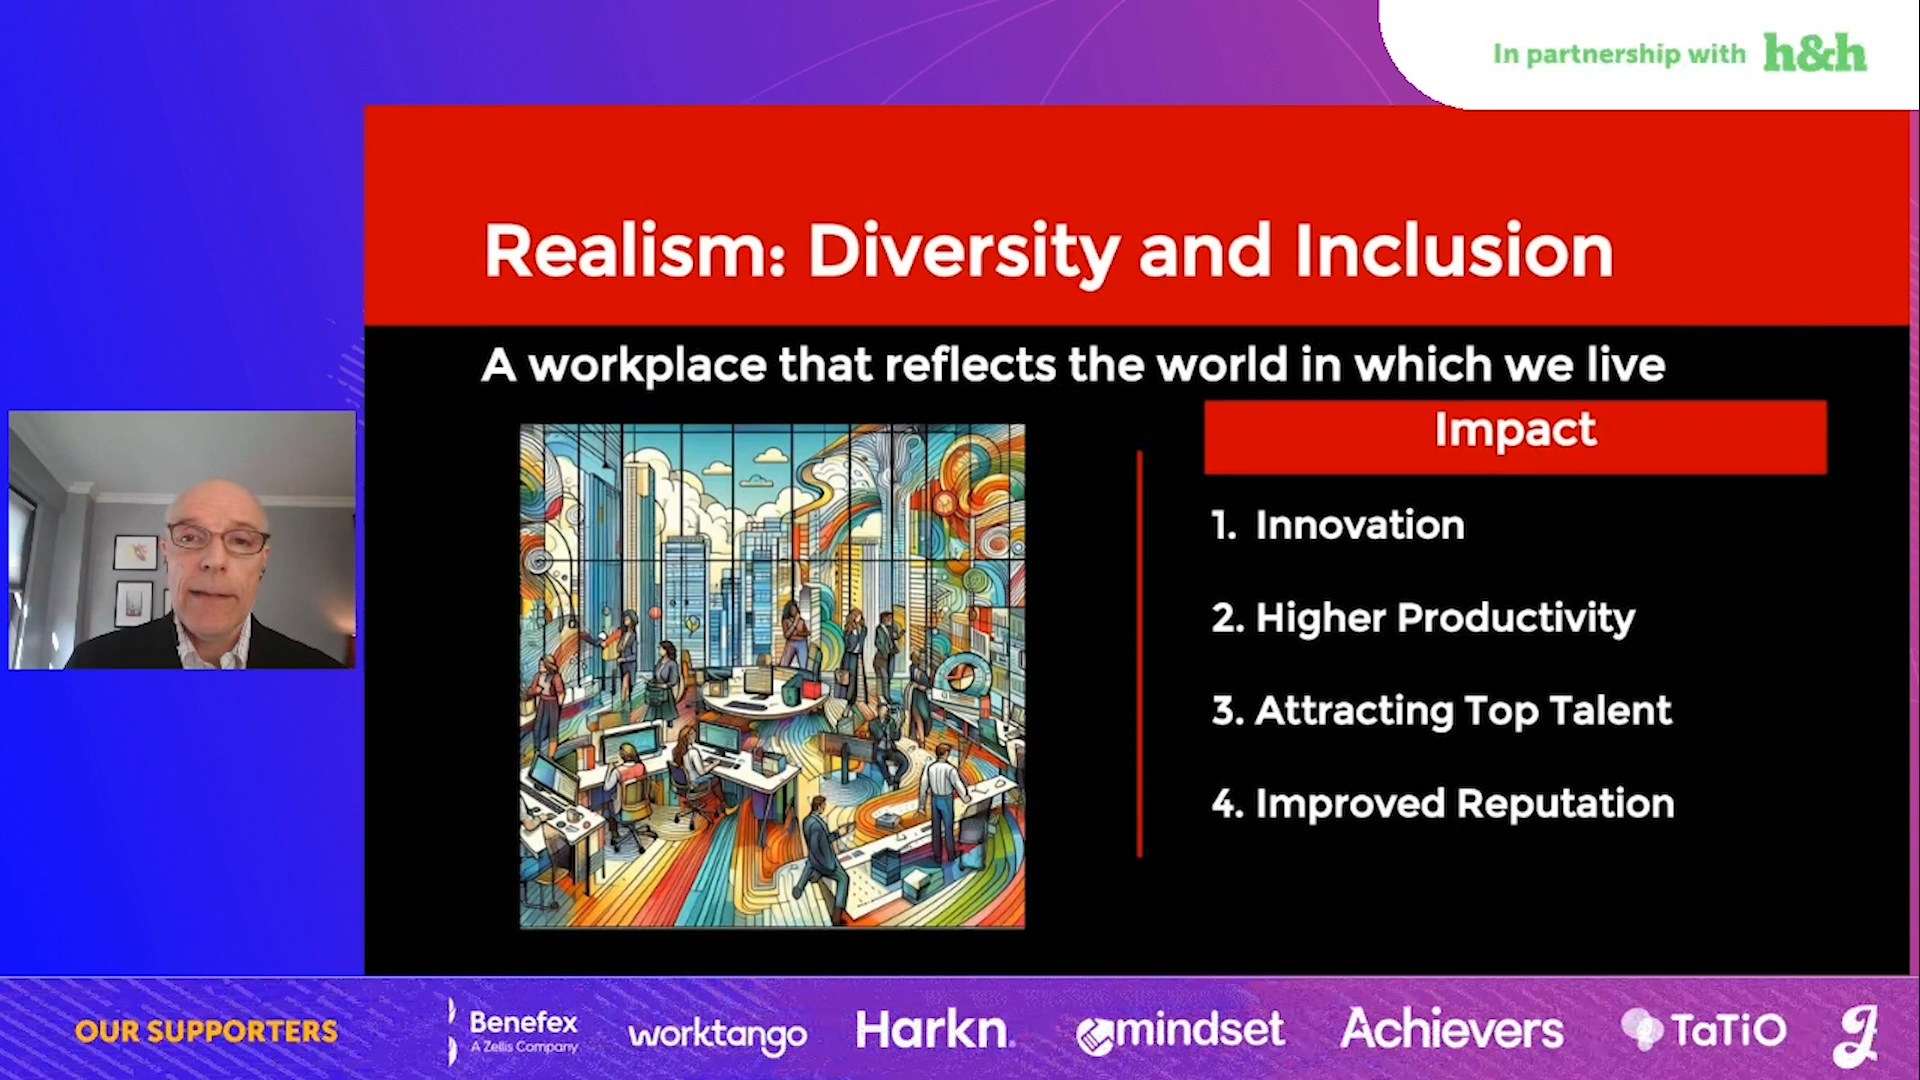 In partnership with h&h
Realism: Diversity and Inclusion
A workplace that reflects the world in which we live
Impact
1. Innovation
2. Higher Productivity
3. Attracting Top Talent
4. Improved Reputation
OUR SUPPORTERS
Benefex
A Zellis Company
worktango
Harkn.
mindset
Achievers
TaTiO